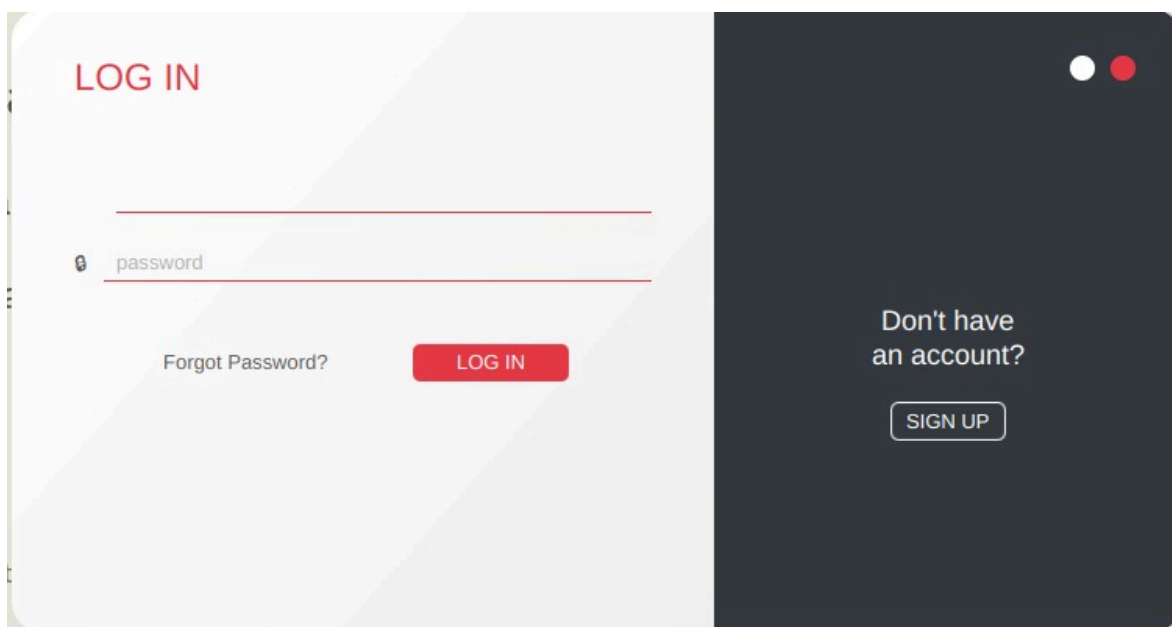 LOG IN
password
Forgot Password?
LOG IN
Don't have
an account?
SIGN UP